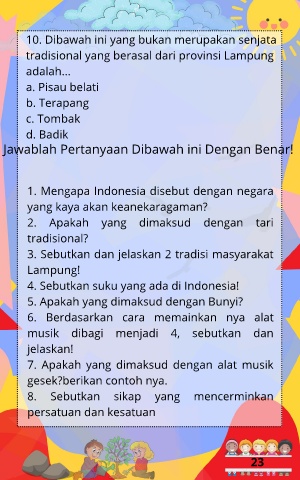 10. Dibawah ini yang bukan merupakan senjata
tradisional yang berasal dari provinsi Lampung
adalah...
a. Pisau belati
b. Terapang
c. Tombak
d. Badik
Jawablah Pertanyaan Dibawah ini Dengan Benar!
1. Mengapa Indonesia disebut dengan negara
yang kaya akan keanekaragaman?
2. Apakah yang dimaksud dengan tari
tradisional?
3. Sebutkan dan jelaskan 2 tradisi masyarakat
Lampung!
4. Sebutkan suku yang ada di Indonesia!
5. Apakah yang dimaksud dengan Bunyi?
6. Berdasarkan cara memainkan nya alat
musik dibagi menjadi 4, sebutkan dan
jelaskan!
7. Apakah yang dimaksud dengan alat musik
gesek?berikan contoh nya.
8. Sebutkan sikap yang mencerminkan
persatuan dan kesatuan
23